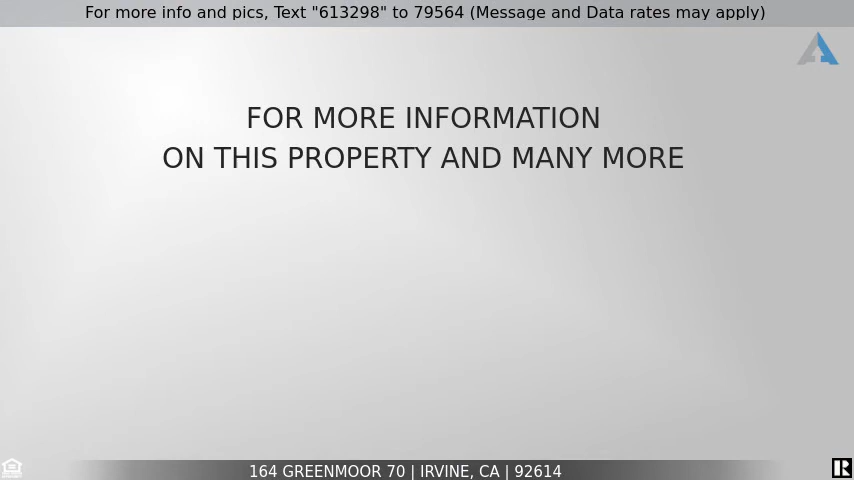 For more info and pics, Text "613298" to 79564 (Message and Data rates may apply)
FOR MORE INFORMATION
ON THIS PROPERTY AND MANY MORE
164 GREENMOOR 70 | IRVINE, CA | 92614